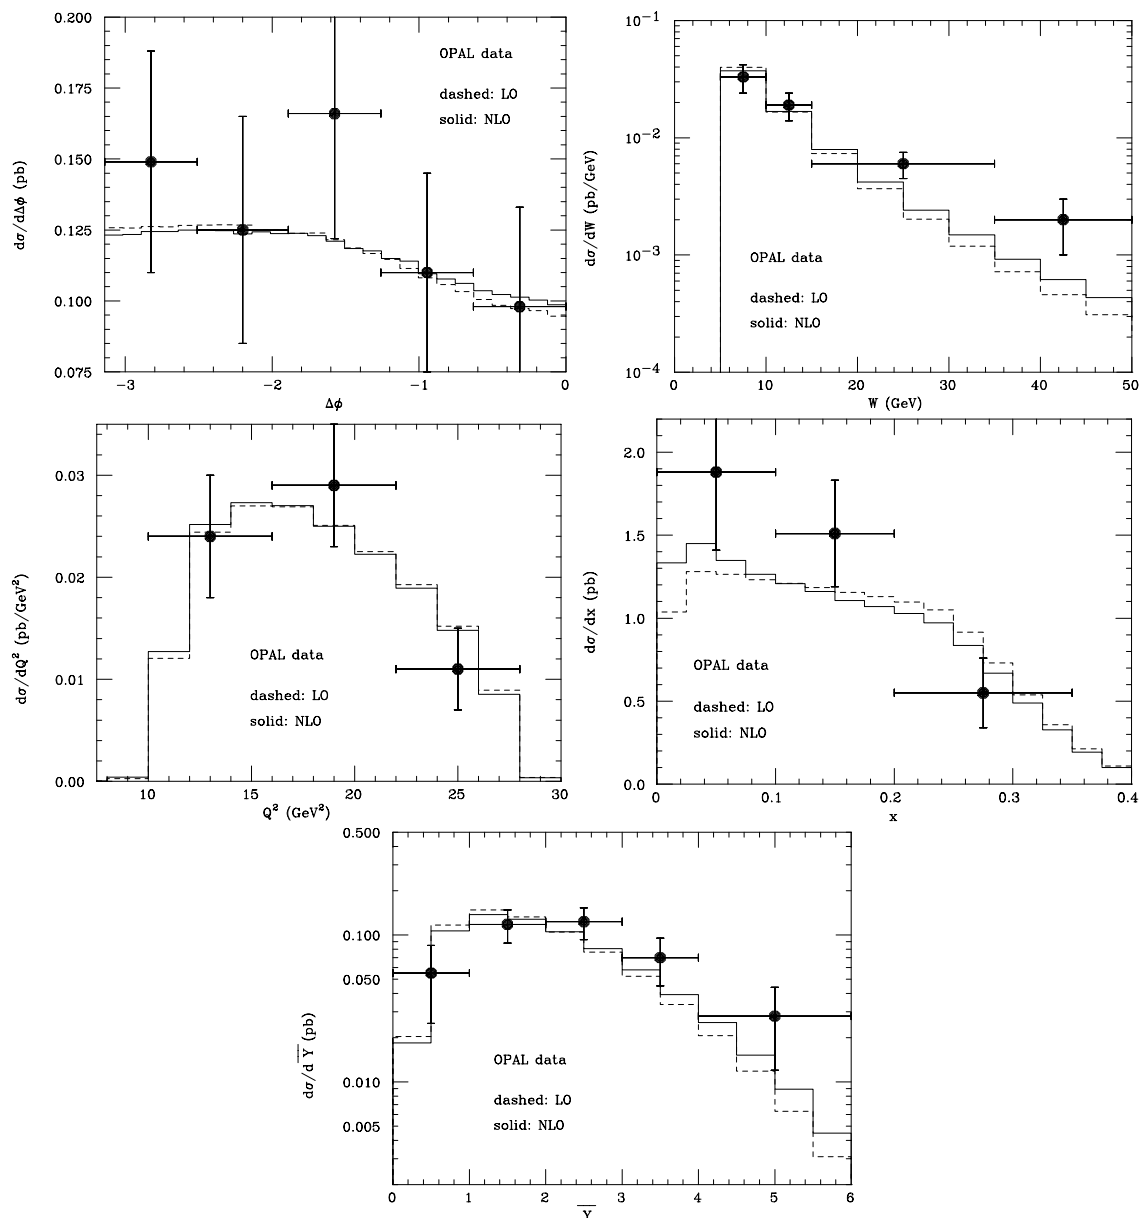 0.200
0.175
0.150
0.125
0.100
0.075
dσ/dΔϕ (pb)
OPAL data
dashed: LO
solid: NLO
−3
−2
−1
0
Δϕ
10⁻¹
10⁻²
10⁻³
10⁻⁴
dσ/dW (pb/GeV)
OPAL data
dashed: LO
solid: NLO
0
10
20
30
40
50
W (GeV)
0.03
0.02
0.01
0.00
dσ/dQ² (pb/GeV²)
OPAL data
dashed: LO
solid: NLO
10
15
20
25
30
Q² (GeV²)
2.0
1.5
1.0
0.5
0.0
dσ/dx (pb)
OPAL data
dashed: LO
solid: NLO
0
0.1
0.2
0.3
0.4
x
0.500
0.100
0.050
0.010
0.005
dσ/d Y̅ (pb)
OPAL data
dashed: LO
solid: NLO
0
1
2
3
4
5
6
Y̅